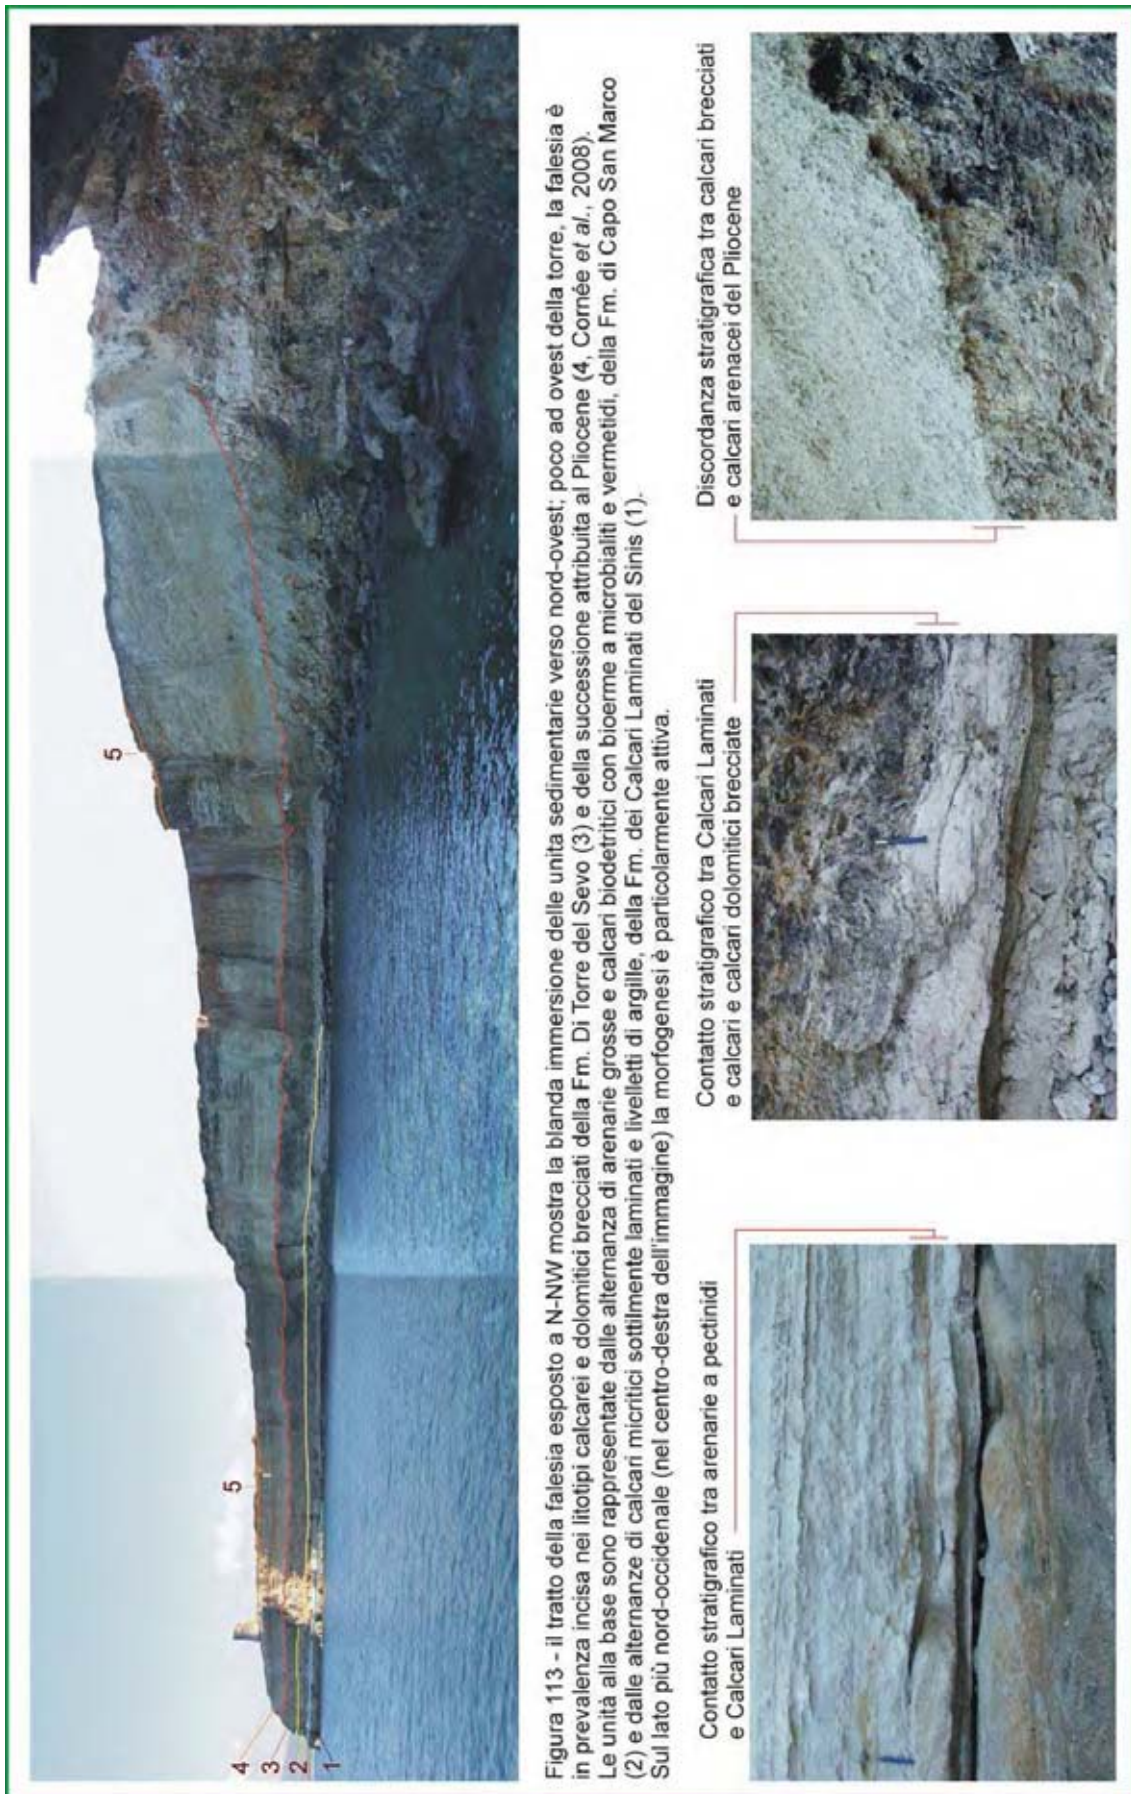 5
5
4
3
2
1
Figura 113 - il tratto della falesia esposto a N-NW mostra la blanda immersione delle unita sedimentarie verso nord-ovest; poco ad ovest della torre, la falesia è
in prevalenza incisa nei litotipi calcarei e dolomitici brecciati della Fm. Di Torre del Sevo (3) e della successione attribuita al Pliocene (4, Cornée et al., 2008).
Le unità alla base sono rappresentate dalle alternanza di arenarie grosse e calcari biodetritici con bioerme a microbialiti e vermetidi, della Fm. di Capo San Marco
(2) e dalle alternanze di calcari micritici sottilmente laminati e livelletti di argille, della Fm. dei Calcari Laminati del Sinis (1).
Sul lato più nord-occidenale (nel centro-destra dell'immagine) la morfogenesi è particolarmente attiva.
Contatto stratigrafico tra arenarie a pectinidi
e Calcari Laminati
Contatto stratigrafico tra Calcari Laminati
e calcari e calcari dolomitici brecciate
Discordanza stratigrafica tra calcari brecciati
e calcari arenacei del Pliocene